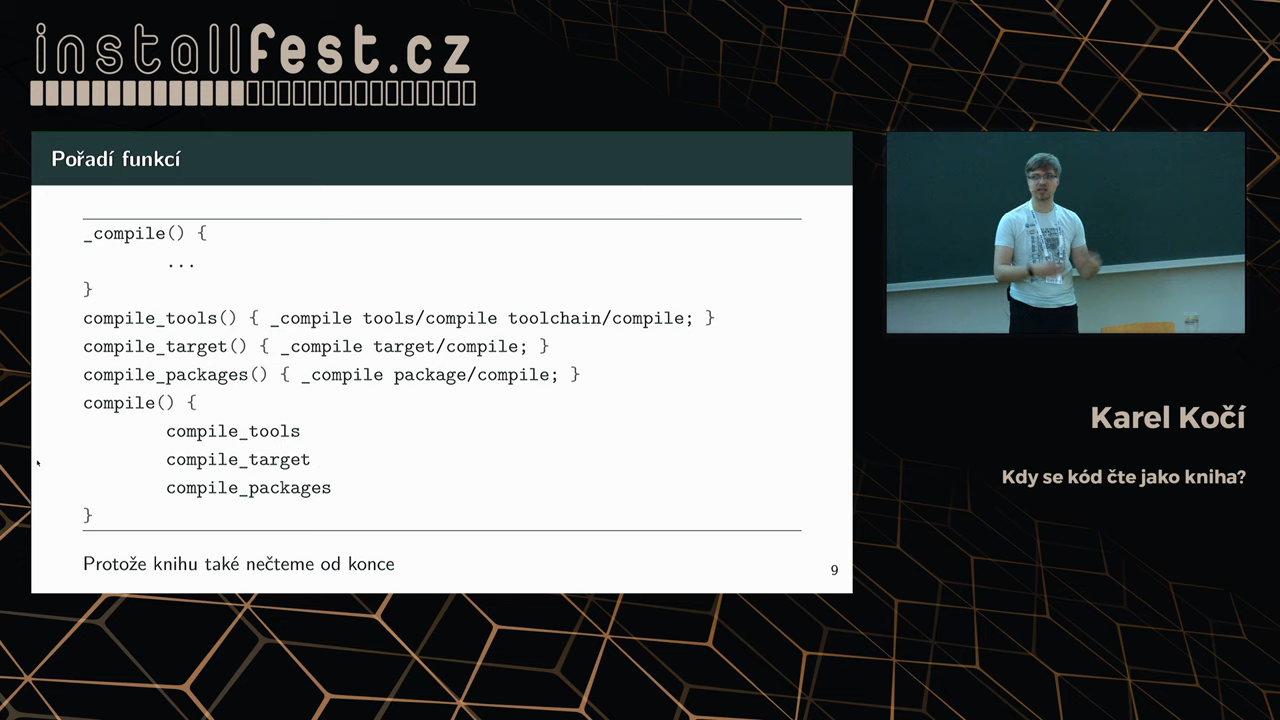 installfest.cz
Pořadí funkcí
_compile() {
...
}
compile_tools() { _compile tools/compile toolchain/compile; }
compile_target() { _compile target/compile; }
compile_packages() { _compile package/compile; }
compile() {
compile_tools
compile_target
compile_packages
}
Protože knihu také nečteme od konce
9
Karel Kočí
Kdy se kód čte jako kniha?